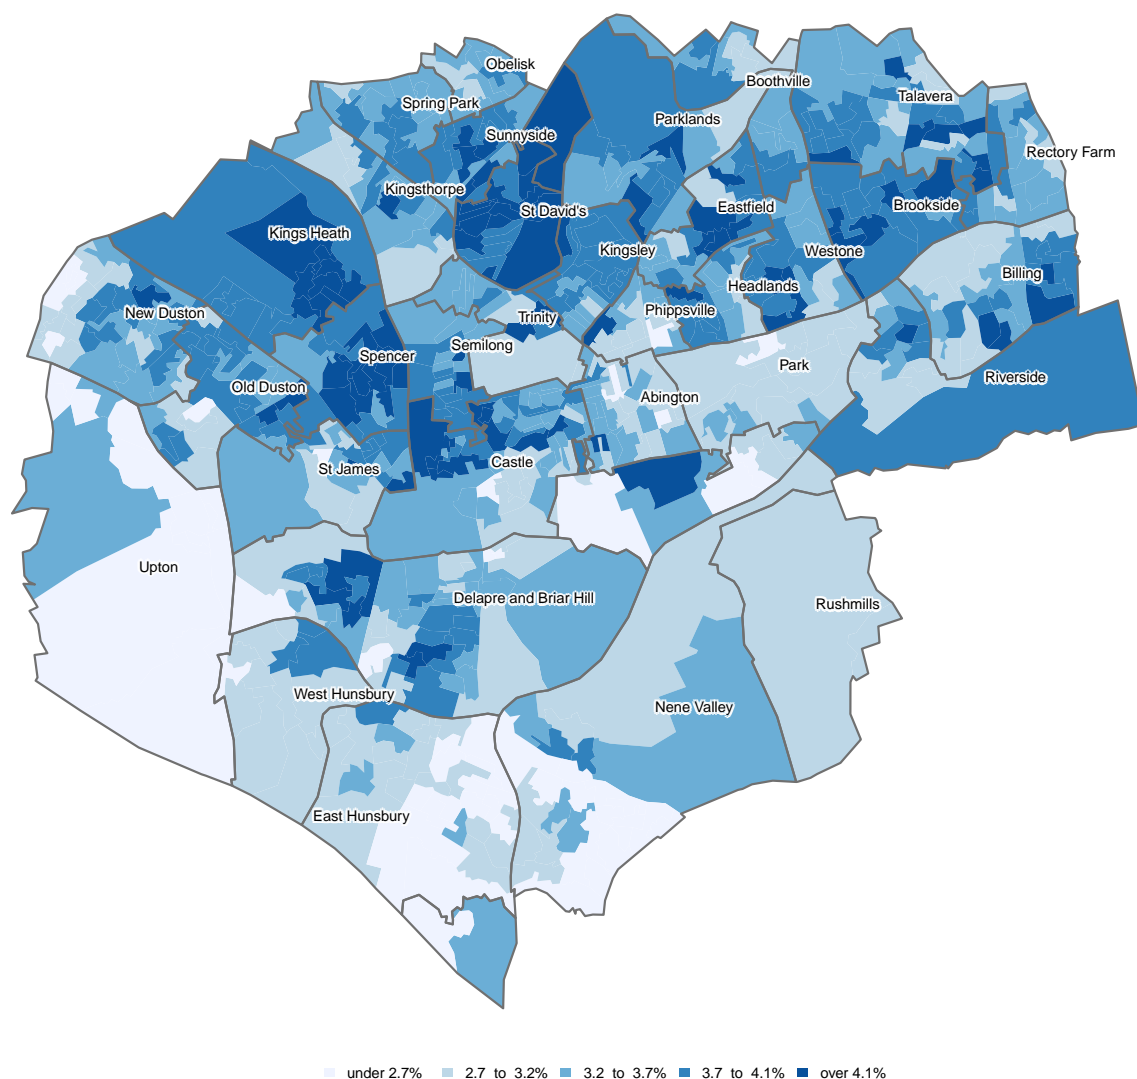 Obelisk
Boothville
Spring Park
Talavera
Parklands
Sunnyside
Rectory Farm
Kingsthorpe
Brookside
Eastfield
St David's
Kings Heath
Kingsley
Westone
Billing
Headlands
New Duston
Phippsville
Trinity
Semilong
Spencer
Park
Riverside
Old Duston
Abington
Castle
St James
Upton
Delapre and Briar Hill
Rushmills
West Hunsbury
Nene Valley
East Hunsbury
under 2.7% 2.7 to 3.2% 3.2 to 3.7% 3.7 to 4.1% over 4.1%